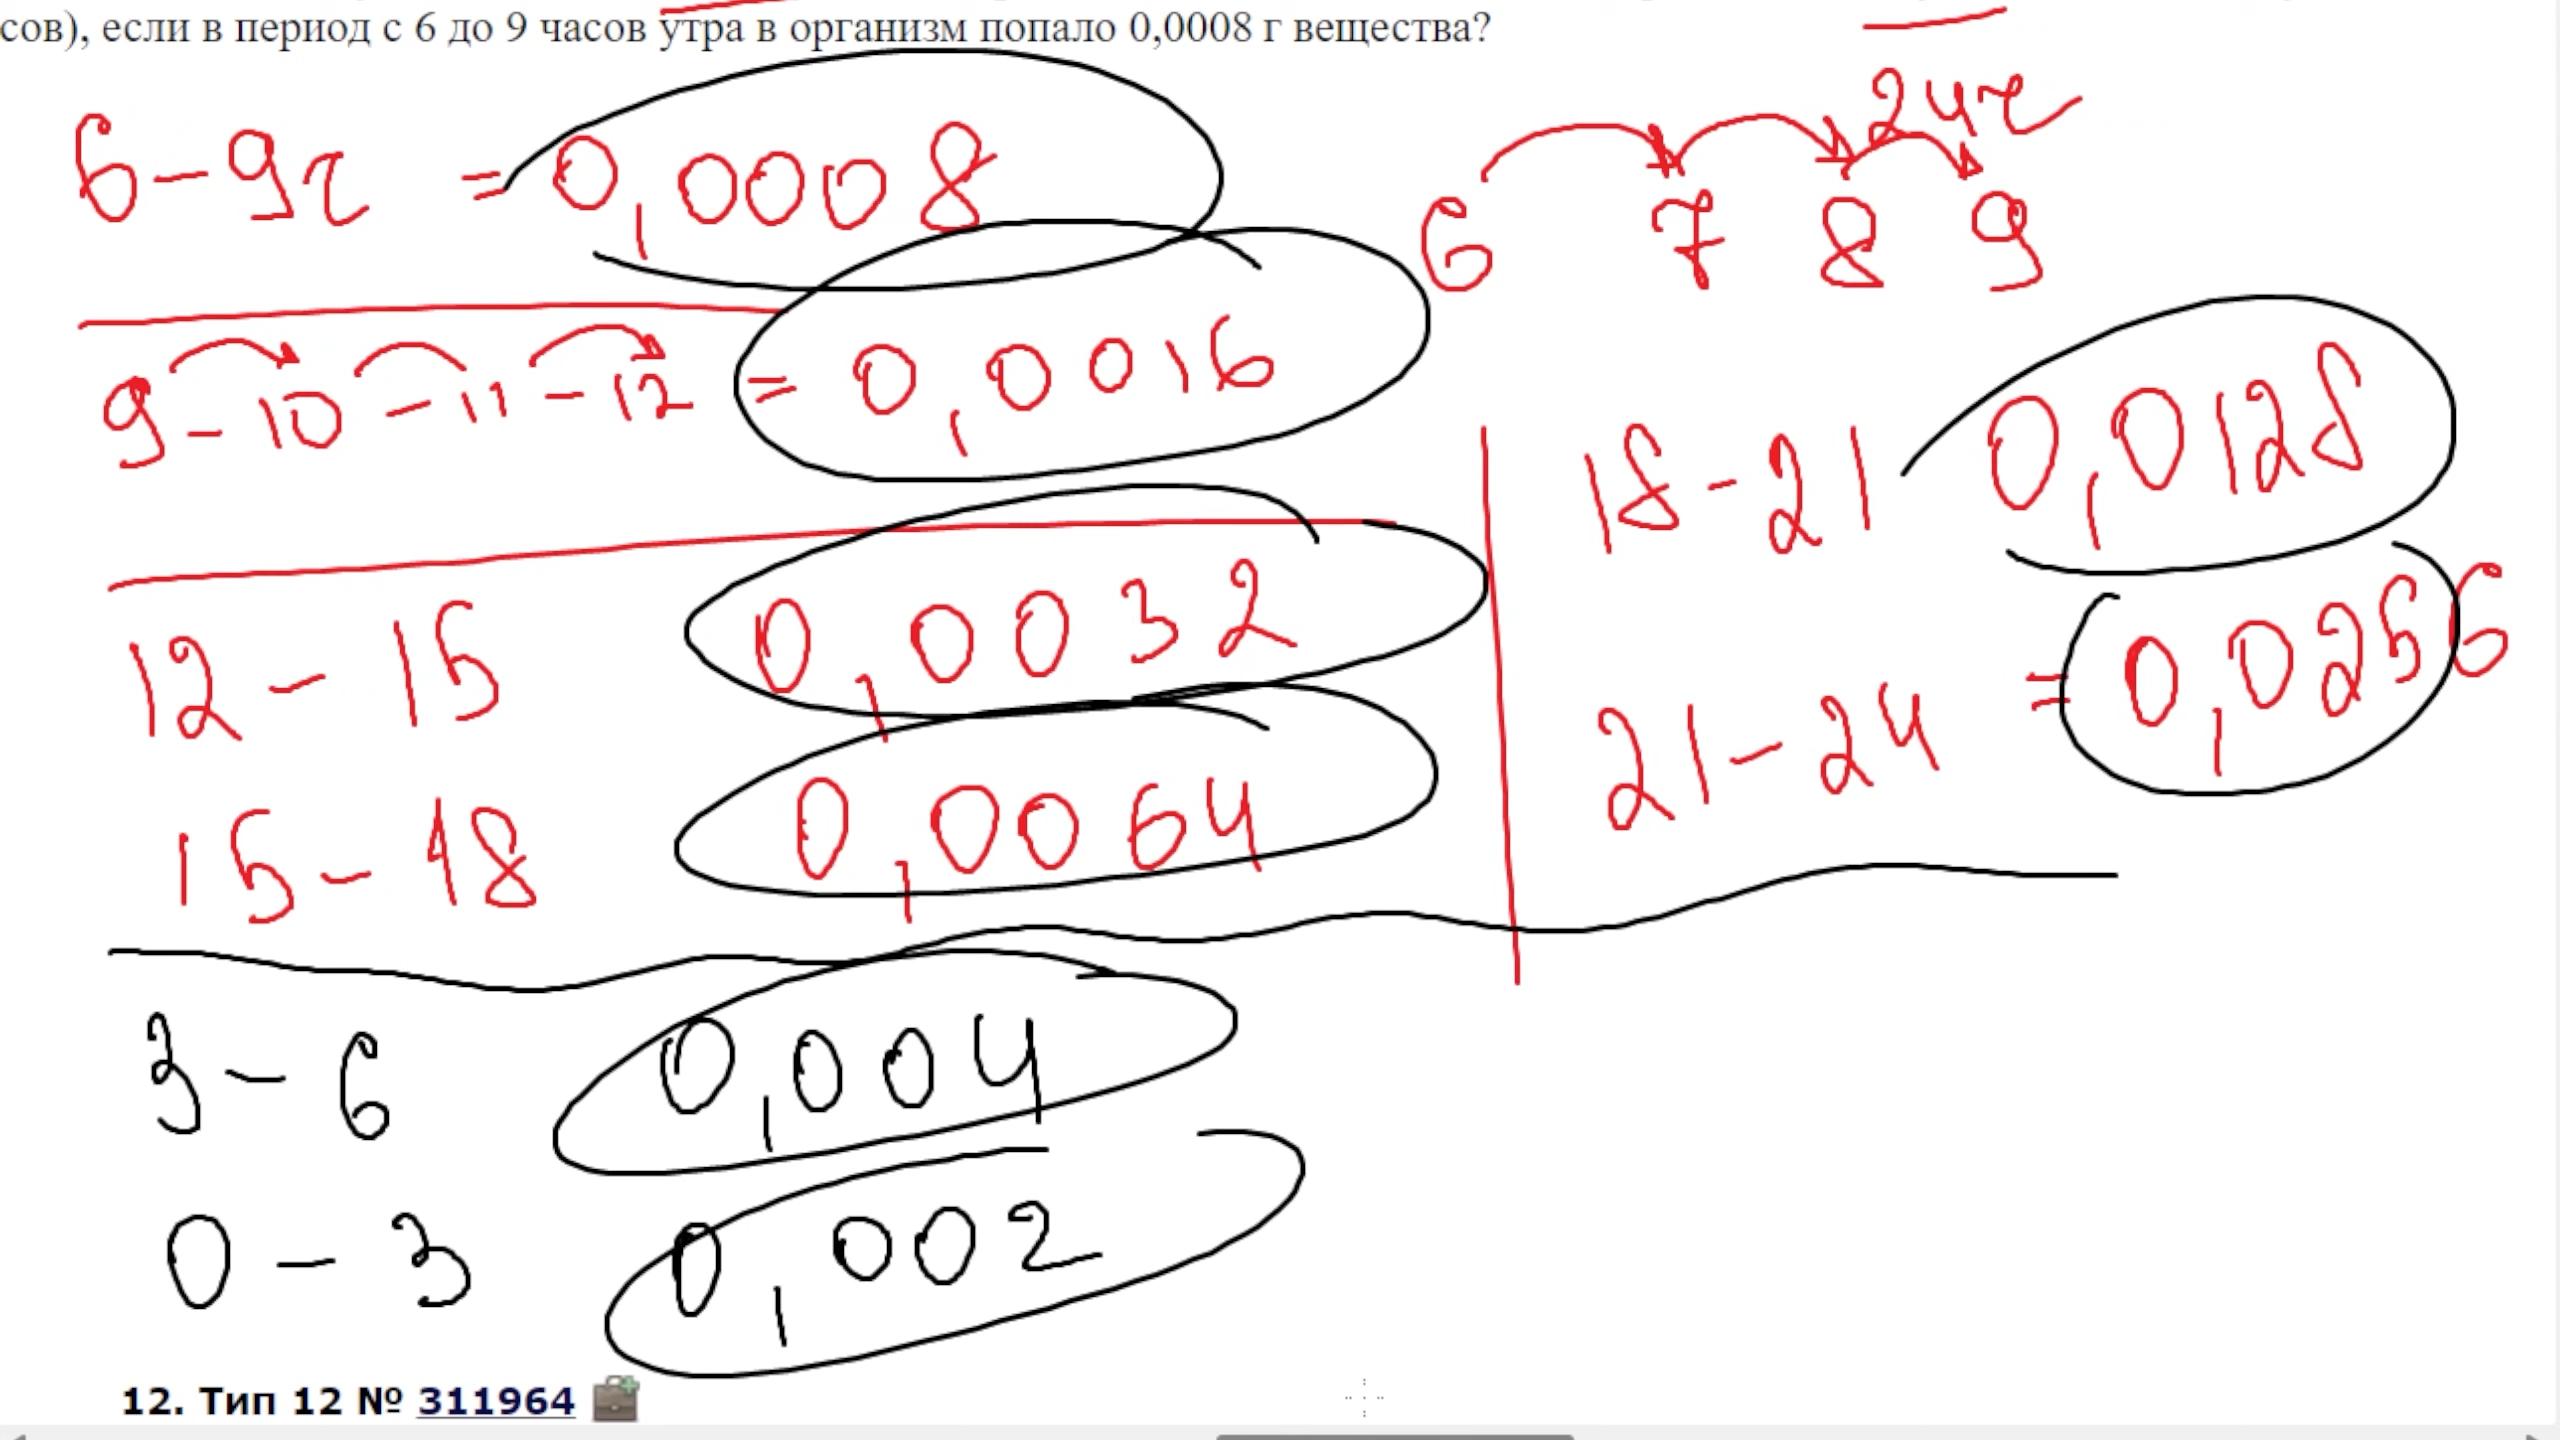 сов), если в период с 6 до 9 часов утра в организм попало 0,0008 г вещества?
6-9ч = 0,0008
24ч
6 7 8 9
9-10-11-12 = 0,0016
12-15 0,0032
15-18 0,0064
18-21 0,0128
21-24 = 0,0256
3-6 0,004
0-3 0,002
12. Тип 12 № 311964